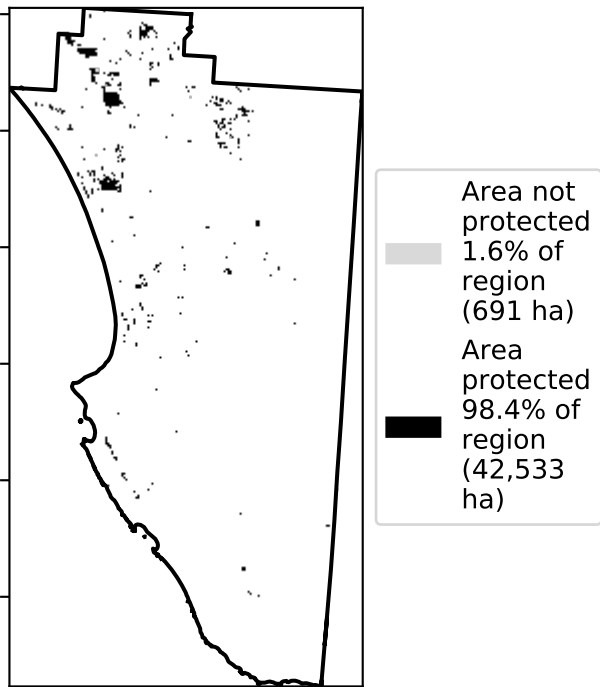 Area not
protected
1.6% of
region
(691 ha)
Area
protected
98.4% of
region
(42,533
ha)